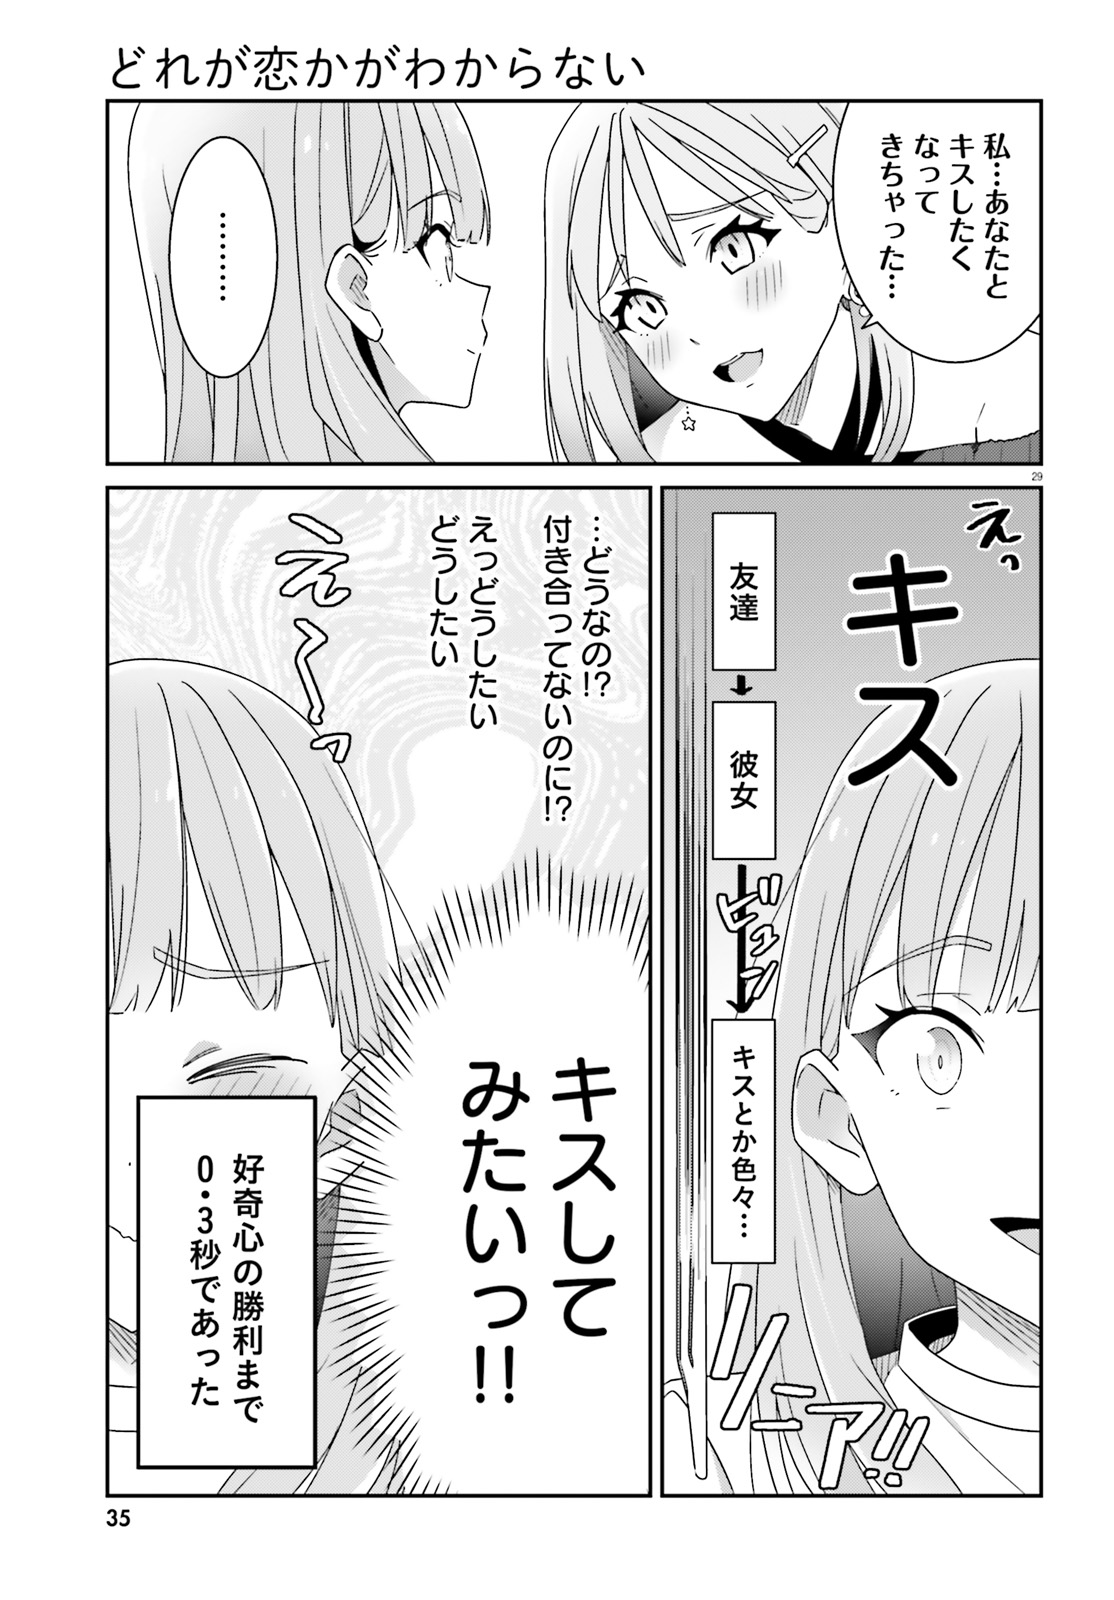 どれが恋かがわからない
私…あなたと
キスしたく
なって
きちゃった…
………
29
えっ
キス
友達
彼女
ビュン
キスとか色々…
リニア!!
…どうなの!?
付き合ってないのに!?
えっどうしたい
どうしたい
ええ〜っ
キスして
みたいっ!!
好奇心の勝利まで
0・3秒であった
35